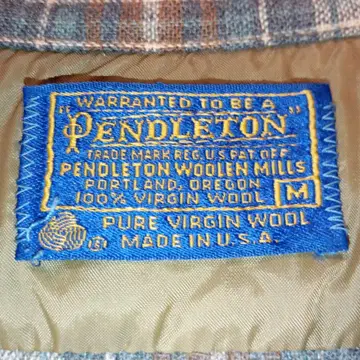 "WARRANTED TO BE A
PENDLETON"
TRADE MARK REG. U.S. PAT. OFF.
PENDLETON WOOLEN MILLS
PORTLAND, OREGON
100% VIRGIN WOOL M
PURE VIRGIN WOOL
MADE IN U.S.A.